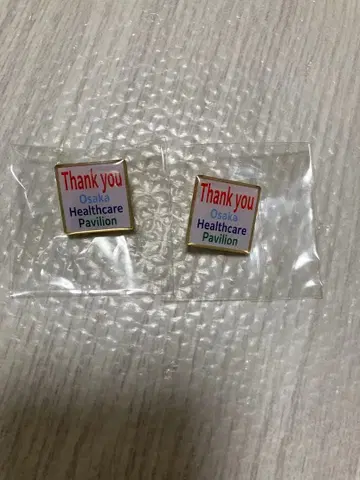 Thank you
Osaka
Healthcare
Pavilion
Thank you
Osaka
Healthcare
Pavilion